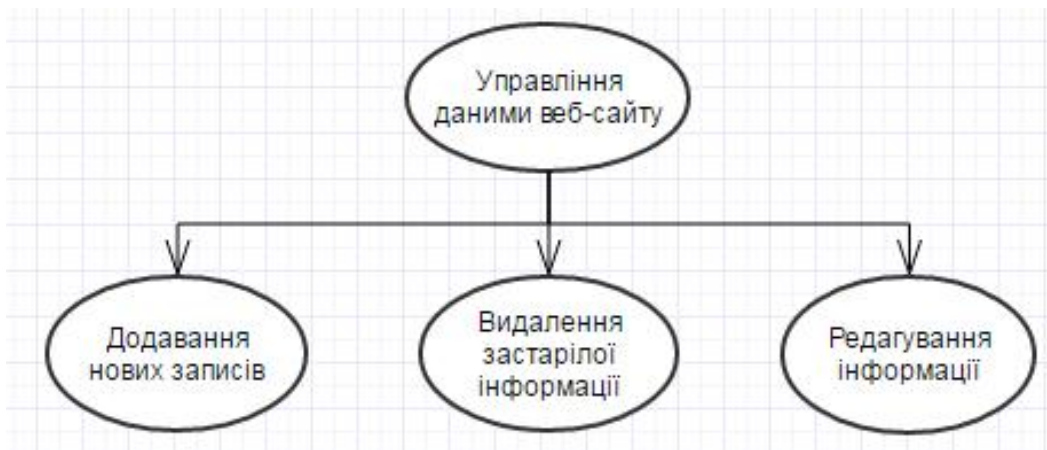 Управління
даними веб-сайту
Додавання
нових записів
Видалення
застарілої
інформації
Редагування
інформації